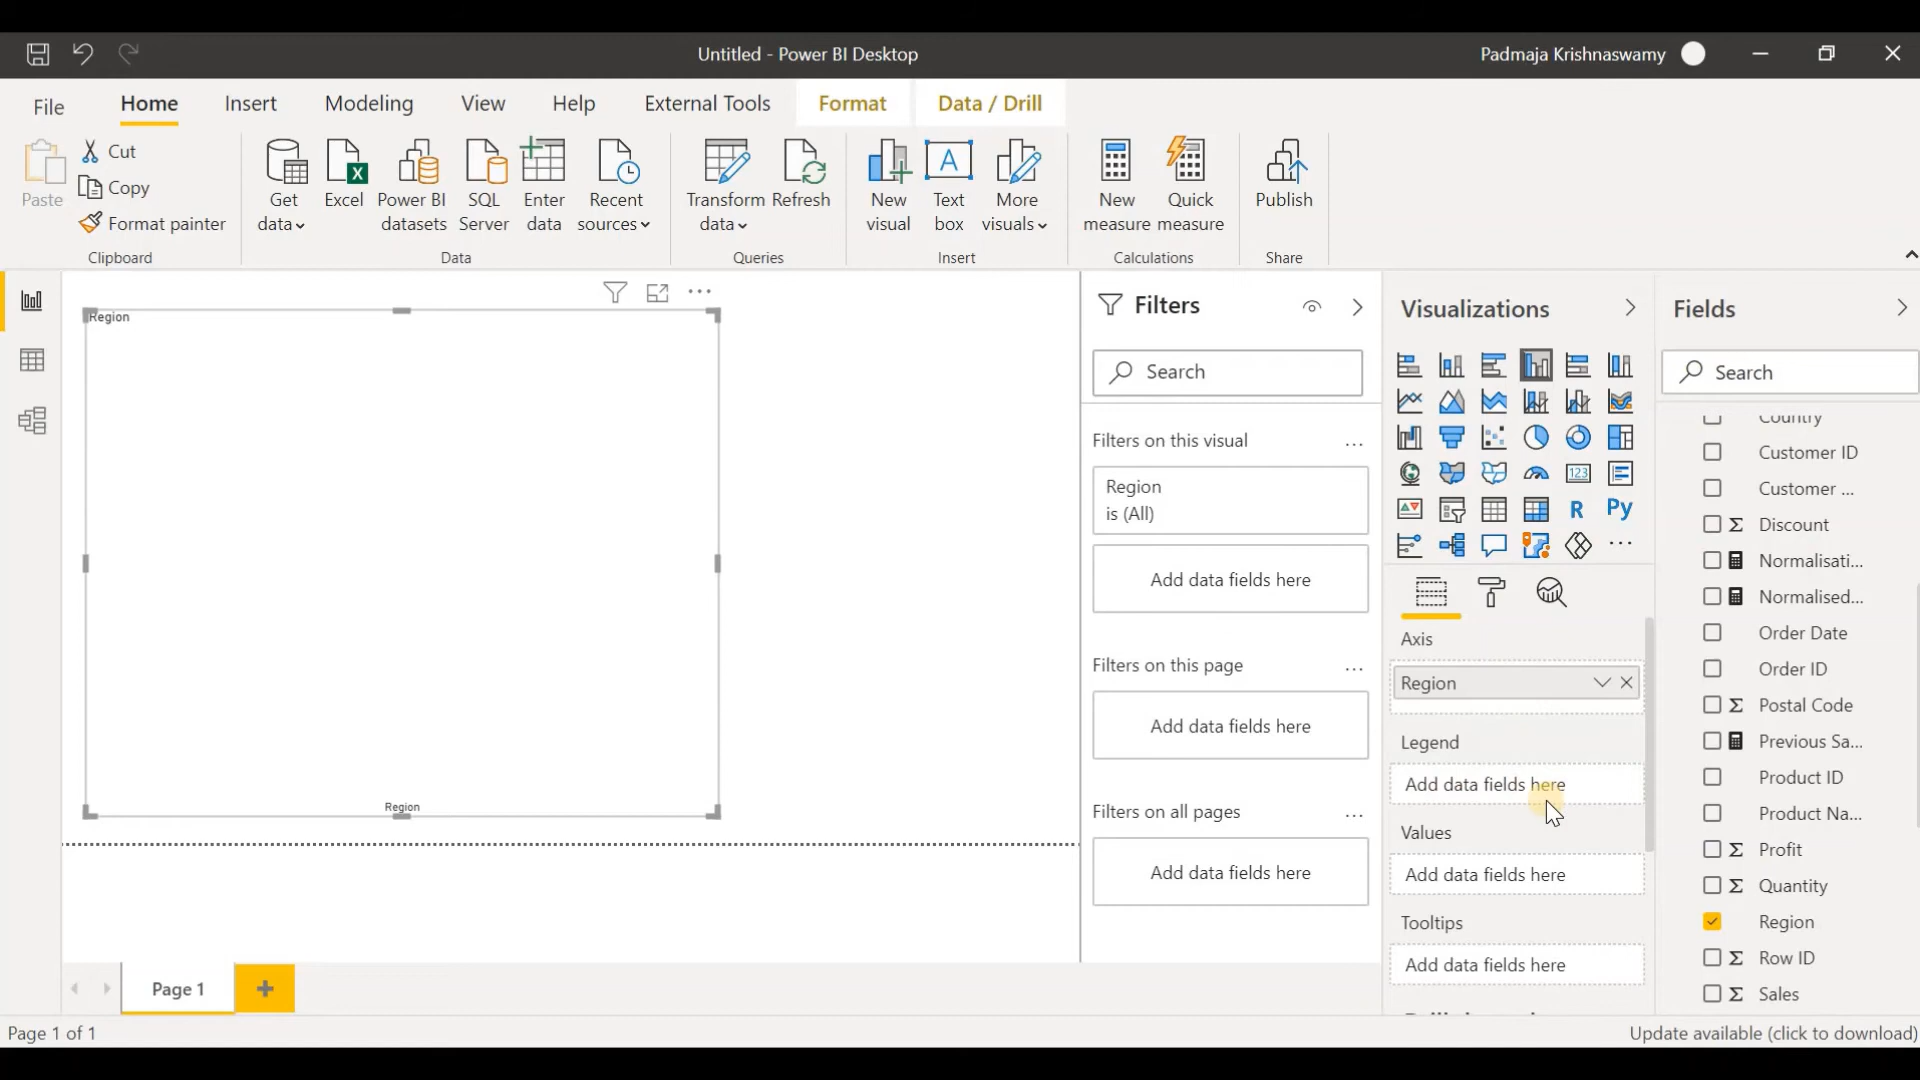 Untitled - Power BI Desktop
Padmaja Krishnaswamy
File
Home
Insert
Modeling
View
Help
External Tools
Format
Data / Drill
Paste
Cut
Copy
Format painter
Clipboard
Get
data
Excel
Power BI
datasets
SQL
Server
Enter
data
Recent
sources
Data
Transform
data
Refresh
Queries
New
visual
A
Text
box
More
visuals
Insert
New
measure
Quick
measure
Calculations
Publish
Share
Region
Region
Filters
Search
Filters on this visual
Region
is (All)
Add data fields here
Filters on this page
Add data fields here
Filters on all pages
Add data fields here
Visualizations
123
R
Py
Axis
Region
Legend
Add data fields here
Values
Add data fields here
Tooltips
Add data fields here
Fields
Search
Country
Customer ID
Customer ...
Discount
Normalisati...
Normalised...
Order Date
Order ID
Postal Code
Previous Sa...
Product ID
Product Na...
Profit
Quantity
Region
Row ID
Sales
Page 1
Page 1 of 1
Update available (click to download)